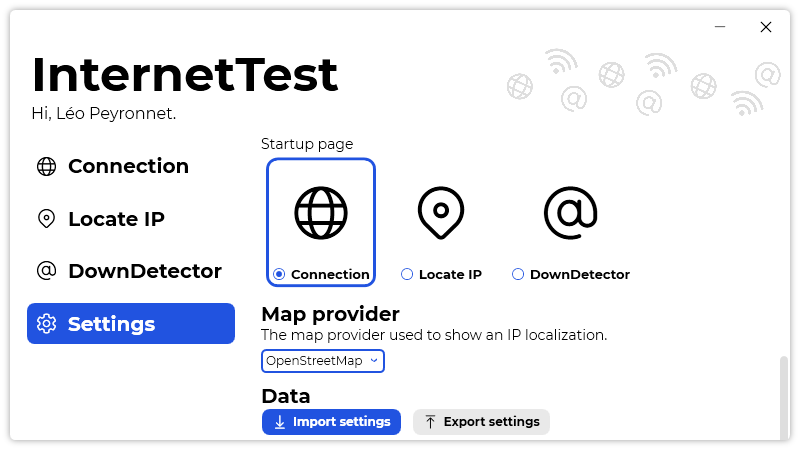 InternetTest
Hi, Léo Peyronnet.
Connection
Locate IP
DownDetector
Settings
Startup page
Connection
Locate IP
DownDetector
Map provider
The map provider used to show an IP localization.
OpenStreetMap
Data
Import settings
Export settings